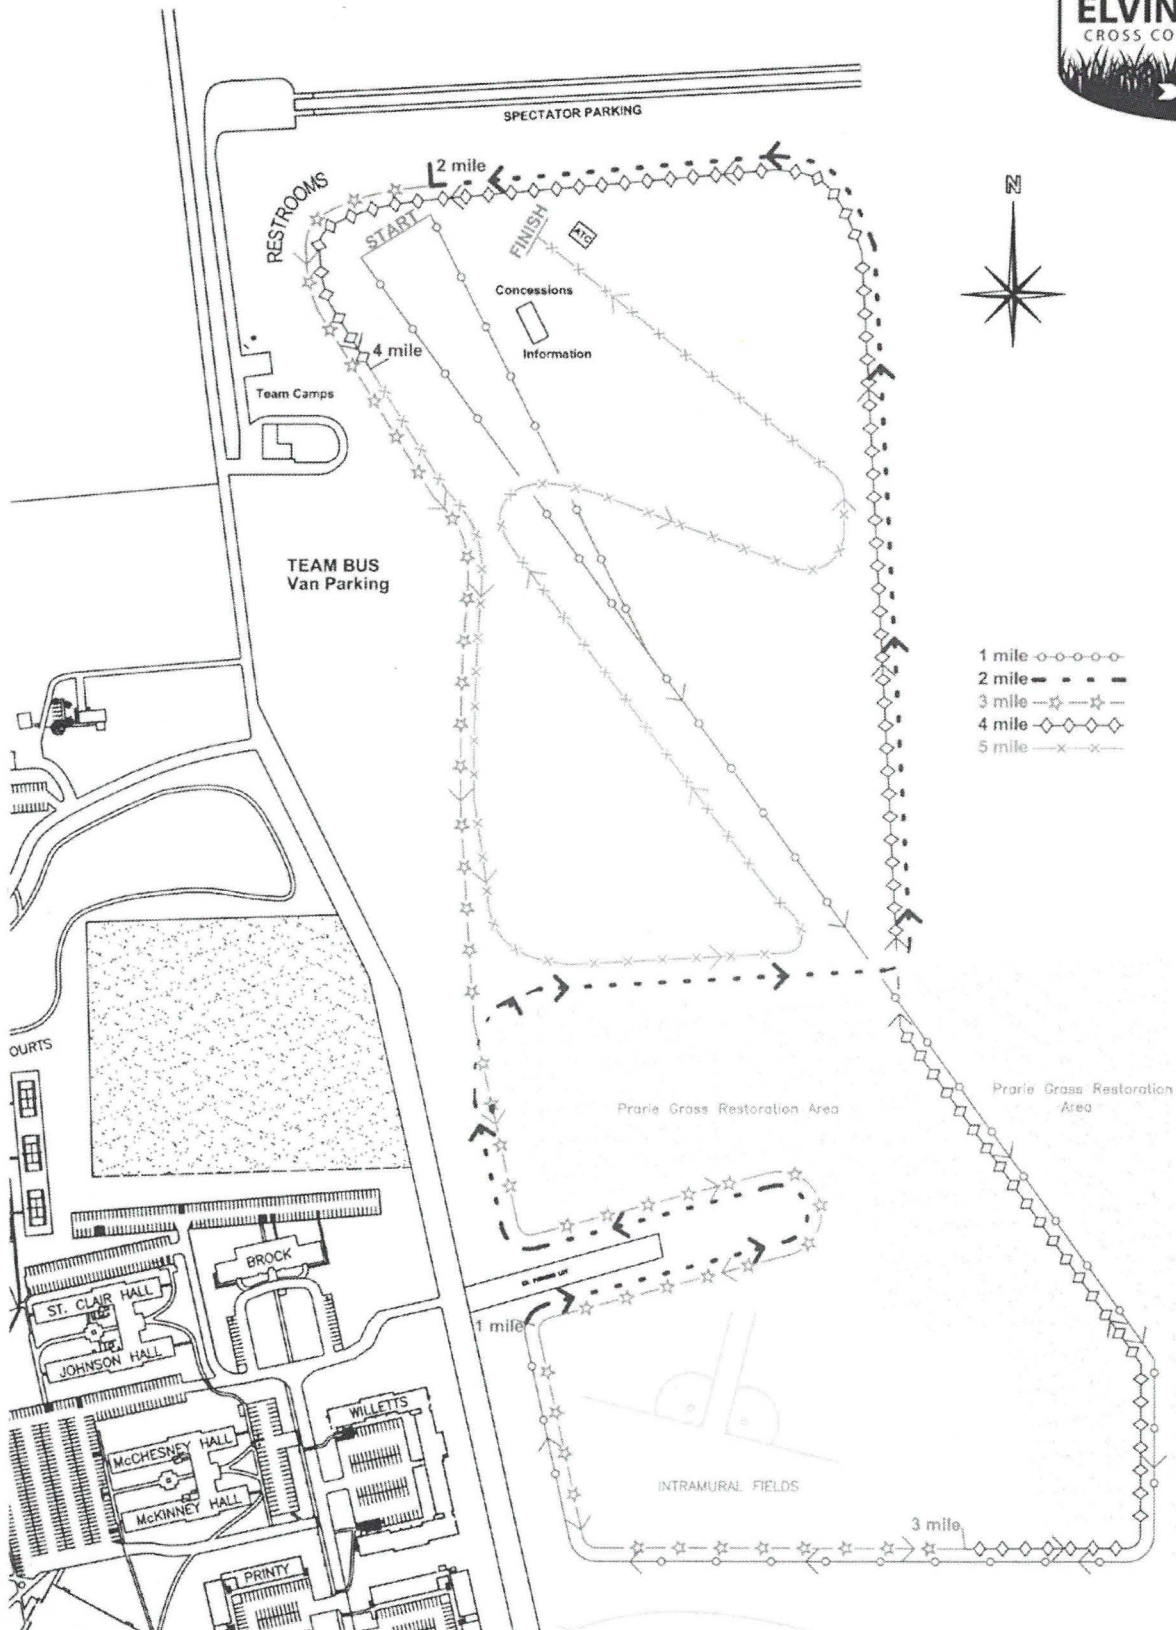 ELVIN
CROSS CO
SPECTATOR PARKING
2 mile
RESTROOMS
START
FINISH
ATC
N
Concessions
Information
4 mile
Team Camps
TEAM BUS
Van Parking
1 mile
2 mile
3 mile
4 mile
5 mile
OURTS
Prarie Grass Restoration Area
Prarie Grass Restoration
Area
BROCK
ST. CLAIR HALL
JOHNSON HALL
1 mile
WILLETTS
McCHESNEY HALL
McKINNEY HALL
INTRAMURAL FIELDS
3 mile
PRINTY